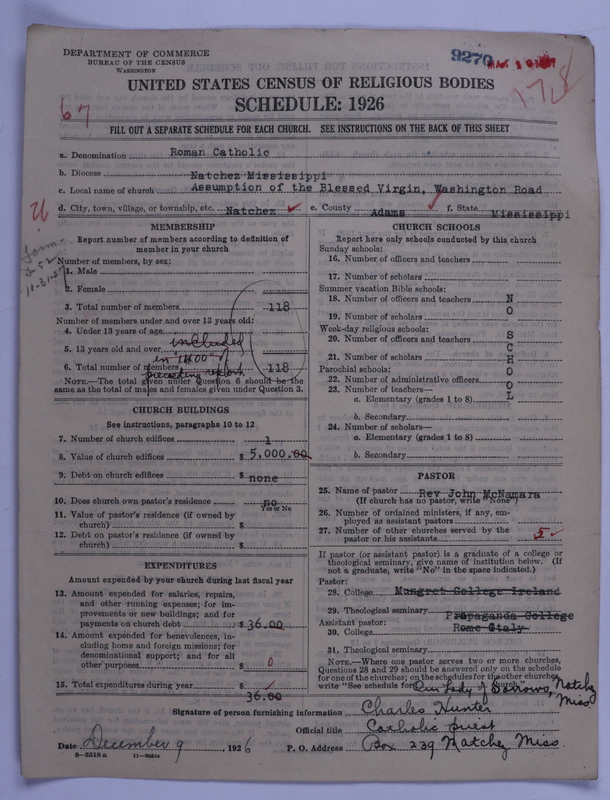 DEPARTMENT OF COMMERCE
BUREAU OF THE CENSUS
WASHINGTON
9270
UNITED STATES CENSUS OF RELIGIOUS BODIES
SCHEDULE: 1926
67
FILL OUT A SEPARATE SCHEDULE FOR EACH CHURCH. SEE INSTRUCTIONS ON THE BACK OF THIS SHEET
a. Denomination Roman Catholic
b. Diocese Natchez Mississippi
c. Local name of church Assumption of the Blessed Virgin, Washington Road
d. City, town, village, or township, etc. Natchez e. County Adams f. State Mississippi
MEMBERSHIP
Report number of members according to definition of member in your church
Number of members, by sex:
1. Male
2. Female
3. Total number of members 118
Number of members under and over 13 years old:
4. Under 13 years of age
included
5. 13 years old and over
in "1400" of
6. Total number of members 118
preceding report
NOTE.—The total given under Question 6 should be the
same as the total of males and females given under Question 3.
CHURCH BUILDINGS
See instructions, paragraphs 10 to 12
7. Number of church edifices 1
8. Value of church edifices $5,000.00
9. Debt on church edifices $ none
10. Does church own pastor's residence no
Yes or No
11. Value of pastor's residence (if owned by
church) $
12. Debt on pastor's residence (if owned by
church) $
EXPENDITURES
Amount expended by your church during last fiscal year
13. Amount expended for salaries, repairs,
and other running expenses; for im-
provements or new buildings; and for
payments on church debt $36.00
14. Amount expended for benevolences, in-
cluding home and foreign missions; for
denominational support; and for all
other purposes $ 0
15. Total expenditures during year $
36.00
CHURCH SCHOOLS
Report here only schools conducted by this church
Sunday schools:
16. Number of officers and teachers
17. Number of scholars
Summer vacation Bible schools:
18. Number of officers and teachers N
O
19. Number of scholars
Week-day religious schools:
20. Number of officers and teachers S
C
21. Number of scholars H
Parochial schools: O
22. Number of administrative officers O
23. Number of teachers—
a. Elementary (grades 1 to 8) L
b. Secondary
24. Number of scholars—
a. Elementary (grades 1 to 8)
b. Secondary
PASTOR
25. Name of pastor Rev John McNamara
(If church has no pastor, write "None")
26. Number of ordained ministers, if any, em-
ployed as assistant pastors
27. Number of other churches served by the
pastor or his assistants 5
If pastor (or assistant pastor) is a graduate of a college or
theological seminary, give name of institution below. (If
not a graduate, write "No" in the space indicated.)
Pastor:
28. College Mungret College Ireland
29. Theological seminary Propaganda College
Assistant pastor:
30. College Rome Italy
31. Theological seminary
NOTE.—Where one pastor serves two or more churches,
Questions 28 and 29 should be answered only on the schedule
for one of the churches; on the schedules for the other churches,
write "See schedule for Our Lady of Sorrows, Natchez Miss. church."
Signature of person furnishing information Charles Hunter
Official title Catholic priest
Date December 9, 1926 P. O. Address Box 239 Natchez Miss.
8—5518a